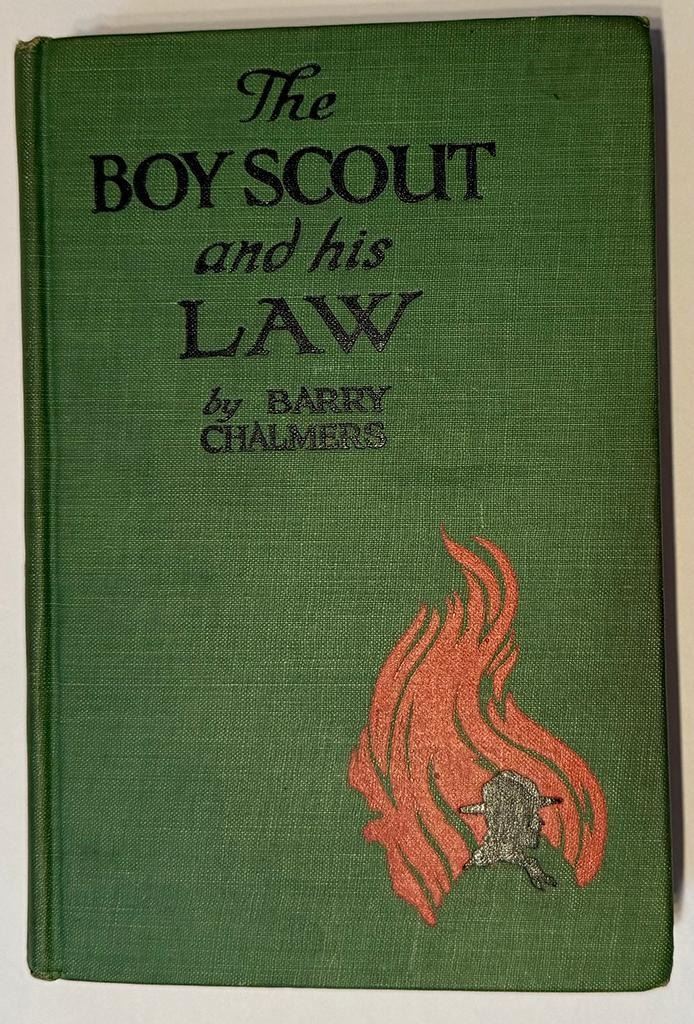 The
BOY SCOUT
and his
LAW
by BARRY
CHALMERS